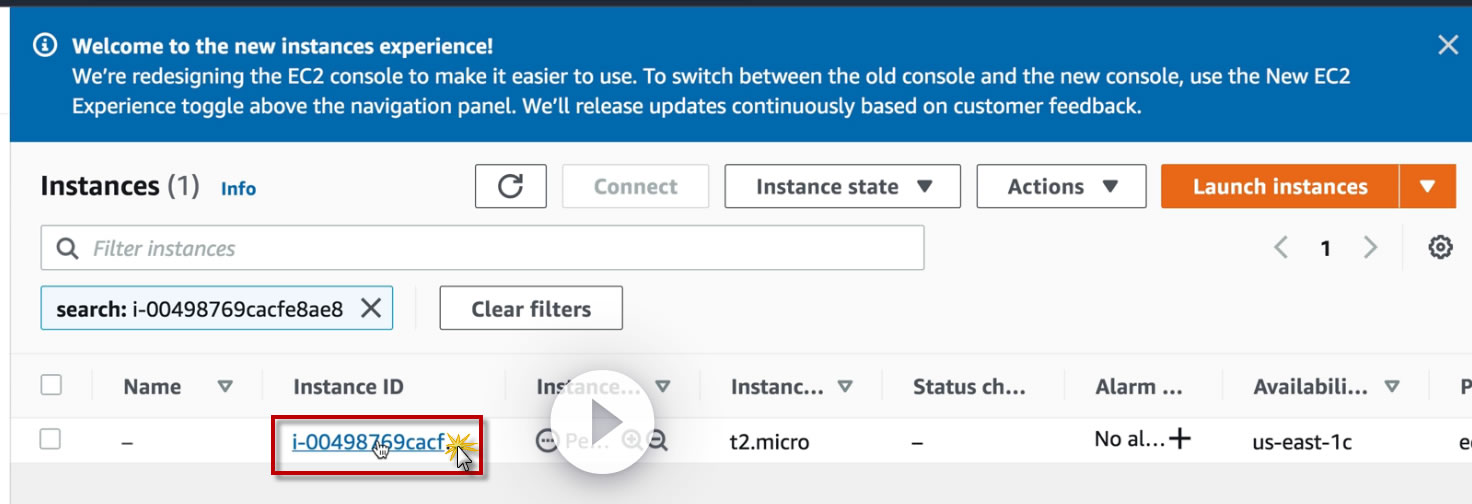 Welcome to the new instances experience!
We're redesigning the EC2 console to make it easier to use. To switch between the old console and the new console, use the New EC2
Experience toggle above the navigation panel. We'll release updates continuously based on customer feedback.
Instances (1) Info Connect Instance state Actions Launch instances
Filter instances 1
search: i-00498769cacfe8ae8 Clear filters
Name Instance ID Instance... Instanc... Status ch... Alarm ... Availabili... P
– i-00498769cacf... Pe... t2.micro – No al... us-east-1c e